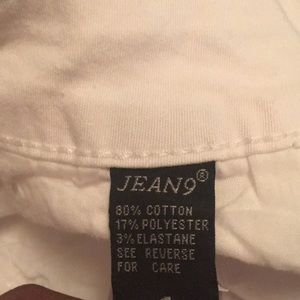 JEAN9®
80% COTTON
17% POLYESTER
3% ELASTANE
SEE REVERSE
FOR CARE